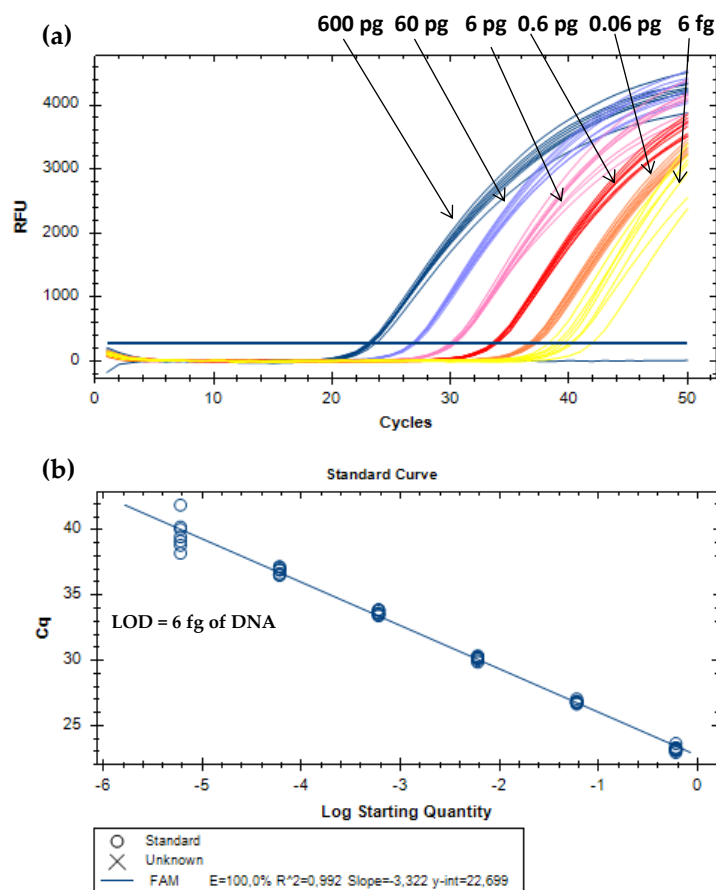 (a)
600 pg 60 pg 6 pg 0.6 pg 0.06 pg 6 fg
4000
3000
2000
1000
0
RFU
0 10 20 30 40 50
Cycles
(b)
Standard Curve
40
35
30
25
Cq
LOD = 6 fg of DNA
-6 -5 -4 -3 -2 -1 0
Log Starting Quantity
Standard
Unknown
FAM E=100,0% R^2=0,992 Slope=-3,322 y-int=22,699